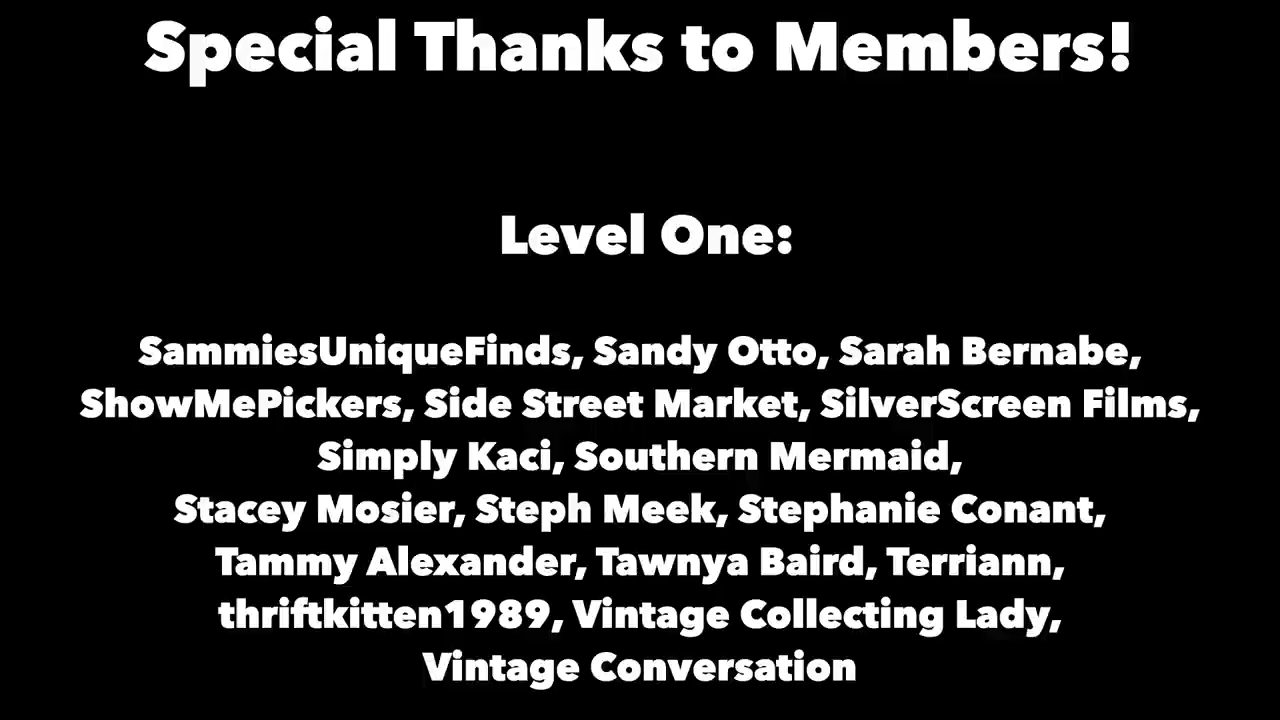 Special Thanks to Members!
Level One:
SammiesUniqueFinds, Sandy Otto, Sarah Bernabe,
ShowMePickers, Side Street Market, SilverScreen Films,
Simply Kaci, Southern Mermaid,
Stacey Mosier, Steph Meek, Stephanie Conant,
Tammy Alexander, Tawnya Baird, Terriann,
thriftkitten1989, Vintage Collecting Lady,
Vintage Conversation